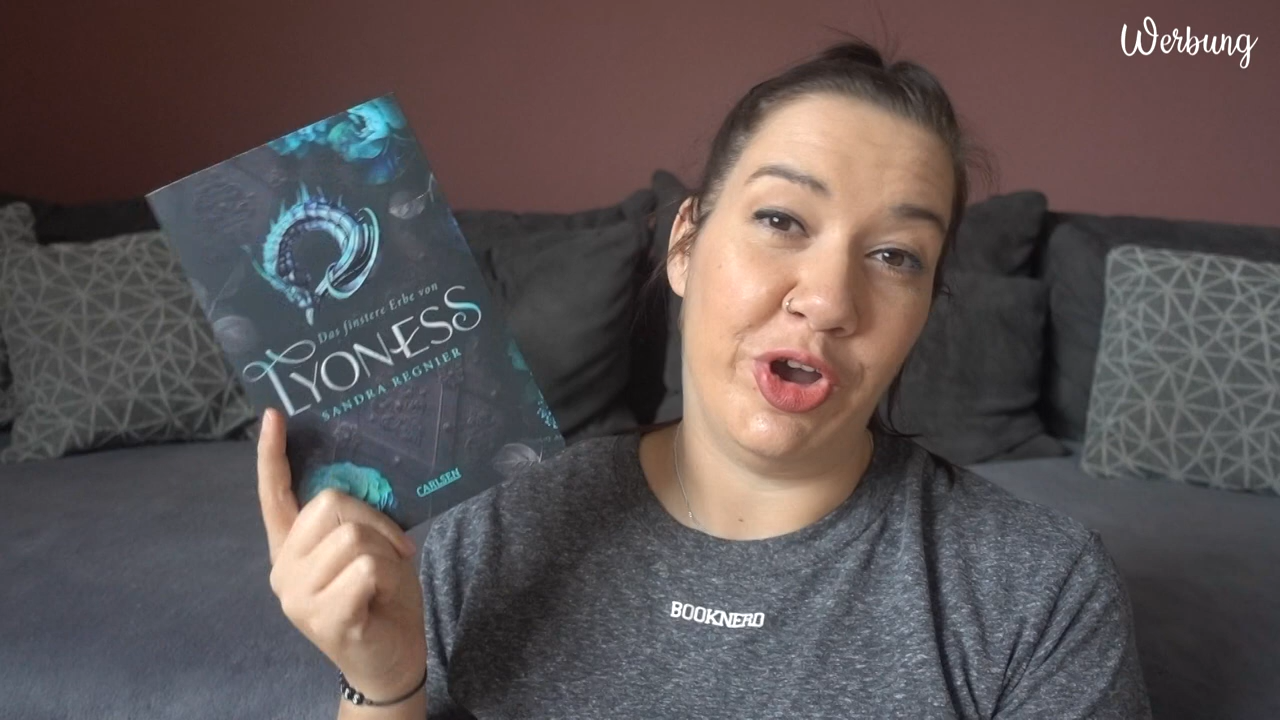 Werbung
Das finstere Erbe von
LYONESS
SANDRA REGNIER
CARLSEN
BOOKNERD